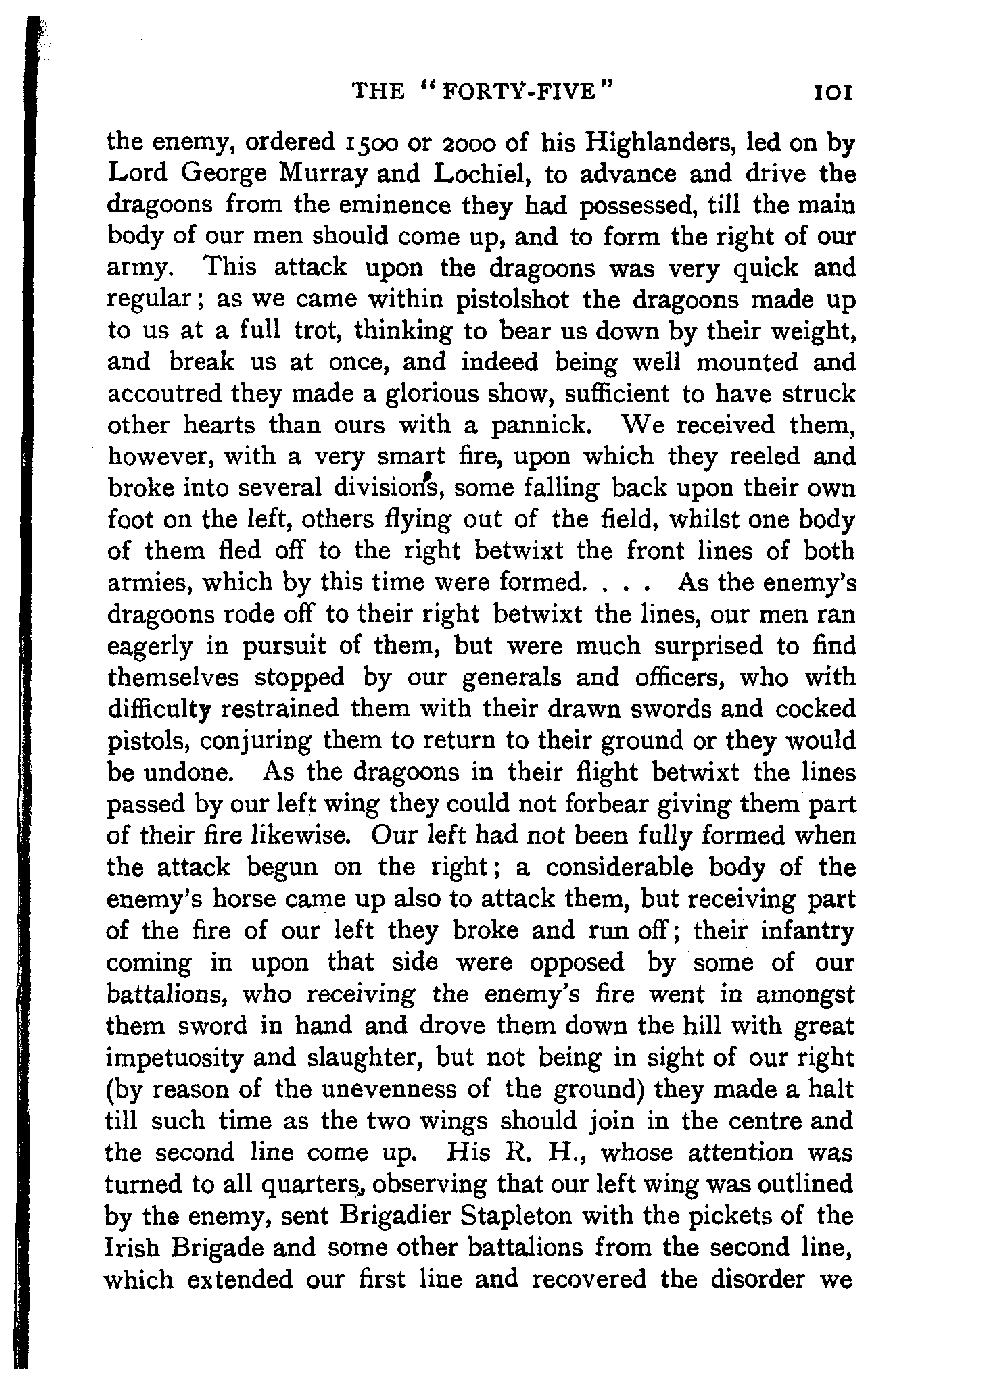 THE "FORTY-FIVE" 101
the enemy, ordered 1500 or 2000 of his Highlanders, led on by
Lord George Murray and Lochiel, to advance and drive the
dragoons from the eminence they had possessed, till the main
body of our men should come up, and to form the right of our
army. This attack upon the dragoons was very quick and
regular; as we came within pistolshot the dragoons made up
to us at a full trot, thinking to bear us down by their weight,
and break us at once, and indeed being well mounted and
accoutred they made a glorious show, sufficient to have struck
other hearts than ours with a pannick. We received them,
however, with a very smart fire, upon which they reeled and
broke into several divisions, some falling back upon their own
foot on the left, others flying out of the field, whilst one body
of them fled off to the right betwixt the front lines of both
armies, which by this time were formed. . . . As the enemy's
dragoons rode off to their right betwixt the lines, our men ran
eagerly in pursuit of them, but were much surprised to find
themselves stopped by our generals and officers, who with
difficulty restrained them with their drawn swords and cocked
pistols, conjuring them to return to their ground or they would
be undone. As the dragoons in their flight betwixt the lines
passed by our left wing they could not forbear giving them part
of their fire likewise. Our left had not been fully formed when
the attack begun on the right; a considerable body of the
enemy's horse came up also to attack them, but receiving part
of the fire of our left they broke and run off; their infantry
coming in upon that side were opposed by some of our
battalions, who receiving the enemy's fire went in amongst
them sword in hand and drove them down the hill with great
impetuosity and slaughter, but not being in sight of our right
(by reason of the unevenness of the ground) they made a halt
till such time as the two wings should join in the centre and
the second line come up. His R. H., whose attention was
turned to all quarters, observing that our left wing was outlined
by the enemy, sent Brigadier Stapleton with the pickets of the
Irish Brigade and some other battalions from the second line,
which extended our first line and recovered the disorder we